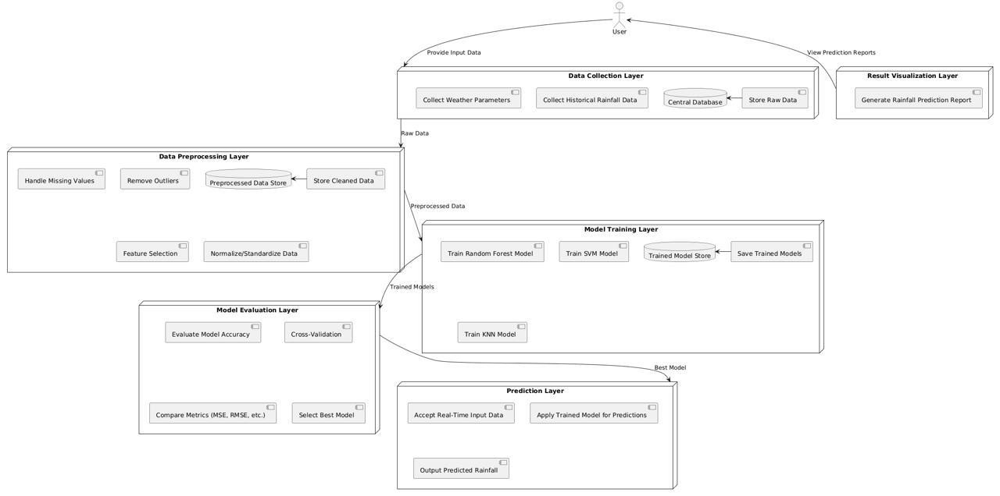 User
Provide Input Data
View Prediction Reports
Data Collection Layer
Collect Weather Parameters
Collect Historical Rainfall Data
Central Database
Store Raw Data
Result Visualization Layer
Generate Rainfall Prediction Report
Raw Data
Data Preprocessing Layer
Handle Missing Values
Remove Outliers
Preprocessed Data Store
Store Cleaned Data
Feature Selection
Normalize/Standardize Data
Preprocessed Data
Model Training Layer
Train Random Forest Model
Train SVM Model
Trained Model Store
Save Trained Models
Train KNN Model
Trained Models
Model Evaluation Layer
Evaluate Model Accuracy
Cross-Validation
Compare Metrics (MSE, RMSE, etc.)
Select Best Model
Best Model
Prediction Layer
Accept Real-Time Input Data
Apply Trained Model for Predictions
Output Predicted Rainfall